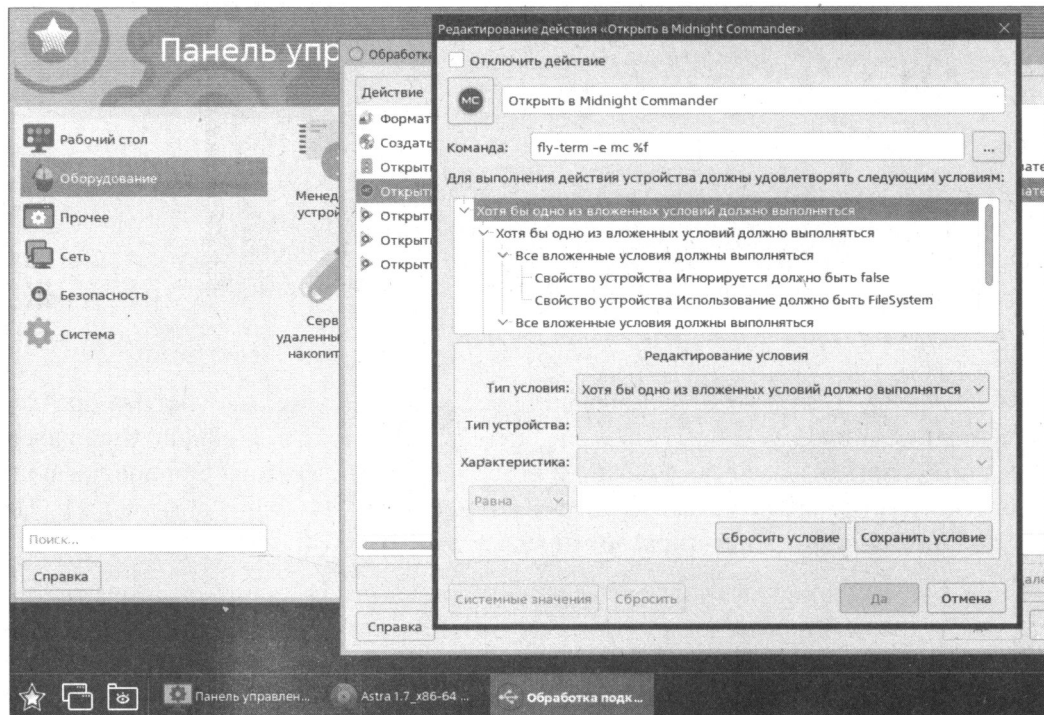 Панель упр
Рабочий стол
Оборудование
Прочее
Сеть
Безопасность
Система
Менед
устрой
Серв
удаленны
накопит
Поиск...
Справка
Обработка
Действие
Формат
Создать
Открыт
Открыт
Открыт
Открыт
Открыт
Справка
Редактирование действия «Открыть в Midnight Commander»
Отключить действие
MC
Открыть в Midnight Commander
Команда:
fly-term -e mc %f
...
Для выполнения действия устройства должны удовлетворять следующим условиям:
Хотя бы одно из вложенных условий должно выполняться
Хотя бы одно из вложенных условий должно выполняться
Все вложенные условия должны выполняться
Свойство устройства Игнорируется должно быть false
Свойство устройства Использование должно быть FileSystem
Все вложенные условия должны выполняться
Редактирование условия
Тип условия: Хотя бы одно из вложенных условий должно выполняться
Тип устройства:
Характеристика:
Равна
Сбросить условие
Сохранить условие
Системные значения
Сбросить
Да
Отмена
Панель управлен...
Astra 1.7_x86-64 ...
Обработка подк...